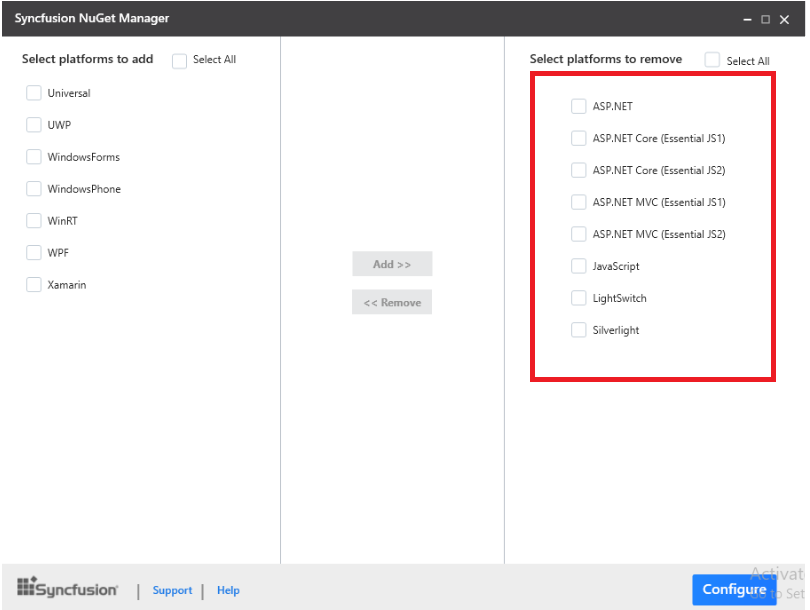 Syncfusion NuGet Manager
Select platforms to add
Select All
Universal
UWP
WindowsForms
WindowsPhone
WinRT
WPF
Xamarin
Add >>
<< Remove
Select platforms to remove
Select All
ASP.NET
ASP.NET Core (Essential JS1)
ASP.NET Core (Essential JS2)
ASP.NET MVC (Essential JS1)
ASP.NET MVC (Essential JS2)
JavaScript
LightSwitch
Silverlight
Syncfusion | Support | Help
Activat
Configure
to Set